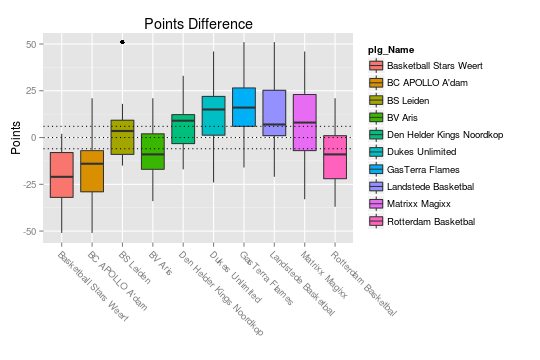 Points Difference
Points
50
25
0
-25
-50
Basketball Stars Weert
BC APOLLO A'dam
BS Leiden
BV Aris
Den Helder Kings Noordkop
Dukes Unlimited
GasTerra Flames
Landstede Basketbal
Matrixx Magixx
Rotterdam Basketbal
plg_Name
Basketball Stars Weert
BC APOLLO A'dam
BS Leiden
BV Aris
Den Helder Kings Noordkop
Dukes Unlimited
GasTerra Flames
Landstede Basketbal
Matrixx Magixx
Rotterdam Basketbal